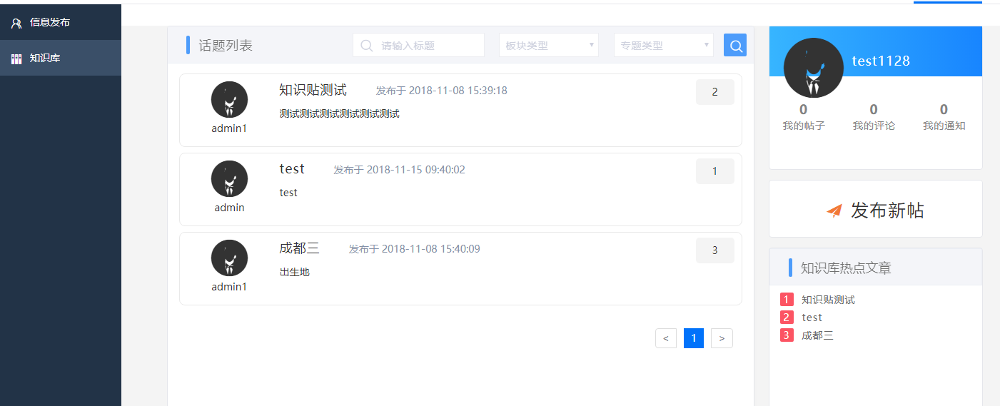 信息发布
知识库
话题列表
请输入标题
板块类型
专题类型
知识贴测试 发布于 2018-11-08 15:39:18
2
测试测试测试测试测试测试
admin1
test 发布于 2018-11-15 09:40:02
1
test
admin
成都三 发布于 2018-11-08 15:40:09
3
出生地
admin1
< 1 >
test1128
0 0 0
我的帖子 我的评论 我的通知
发布新帖
知识库热点文章
1 知识贴测试
2 test
3 成都三